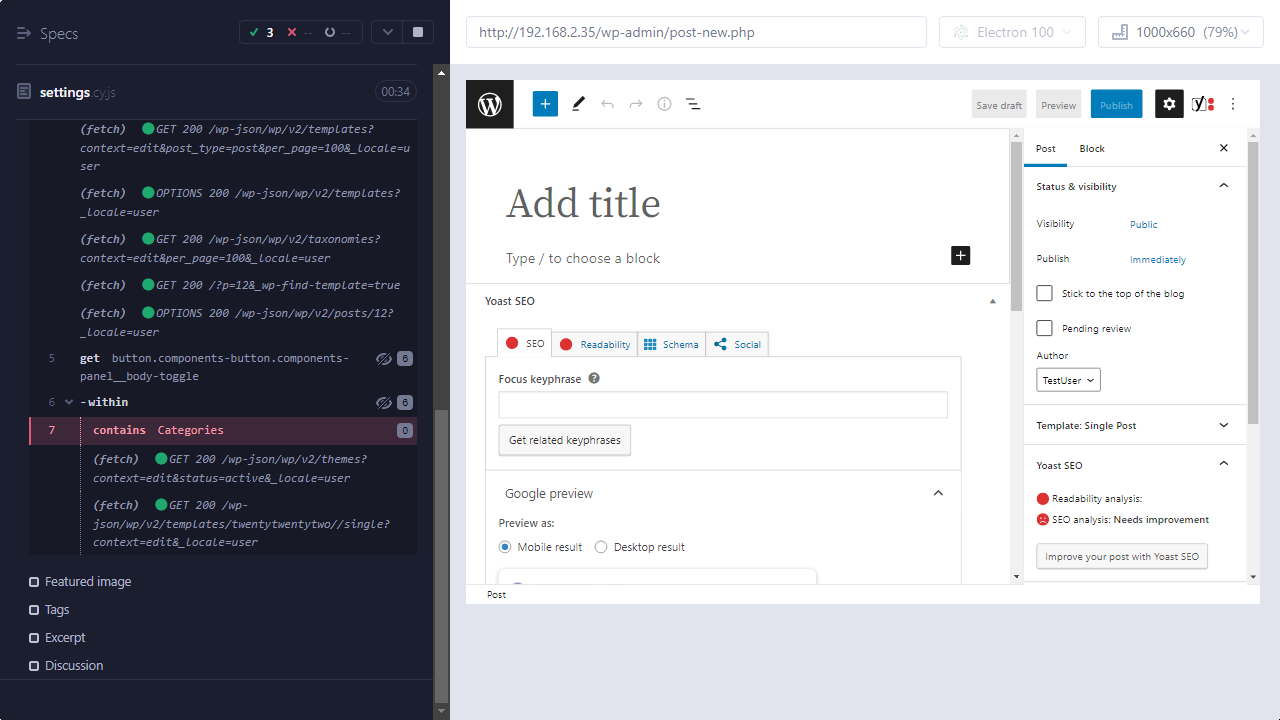 Specs
3
--
--
http://192.168.2.35/wp-admin/post-new.php
Electron 100
1000x660 (79%)
settings.cy.js
00:34
(fetch) GET 200 /wp-json/wp/v2/templates?
context=edit&post_type=post&per_page=100&_locale=u
ser
(fetch) OPTIONS 200 /wp-json/wp/v2/templates?
_locale=user
(fetch) GET 200 /wp-json/wp/v2/taxonomies?
context=edit&per_page=100&_locale=user
(fetch) GET 200 /?p=12&_wp-find-template=true
(fetch) OPTIONS 200 /wp-json/wp/v2/posts/12?
_locale=user
5 get button.components-button.components-
panel__body-toggle
6
6 -within
6
7 contains Categories
0
(fetch) GET 200 /wp-json/wp/v2/themes?
context=edit&status=active&_locale=user
(fetch) GET 200 /wp-
json/wp/v2/templates/twentytwentytwo//single?
context=edit&_locale=user
Featured image
Tags
Excerpt
Discussion
Save draft
Preview
Publish
Add title
Type / to choose a block
Yoast SEO
SEO
Readability
Schema
Social
Focus keyphrase
Get related keyphrases
Google preview
Preview as:
Mobile result
Desktop result
Post
Post
Block
Status & visibility
Visibility
Public
Publish
Immediately
Stick to the top of the blog
Pending review
Author
TestUser
Template: Single Post
Yoast SEO
Readability analysis:
SEO analysis: Needs improvement
Improve your post with Yoast SEO